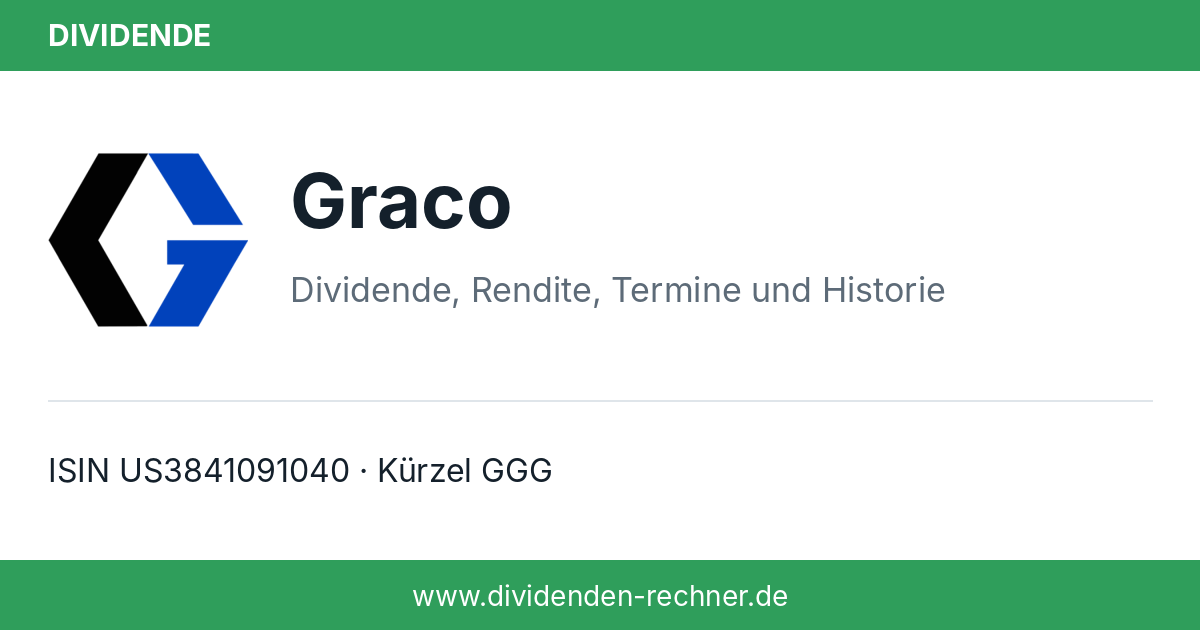 DIVIDENDE
Graco
Dividende, Rendite, Termine und Historie
ISIN US3841091040 · Kürzel GGG
www.dividenden-rechner.de